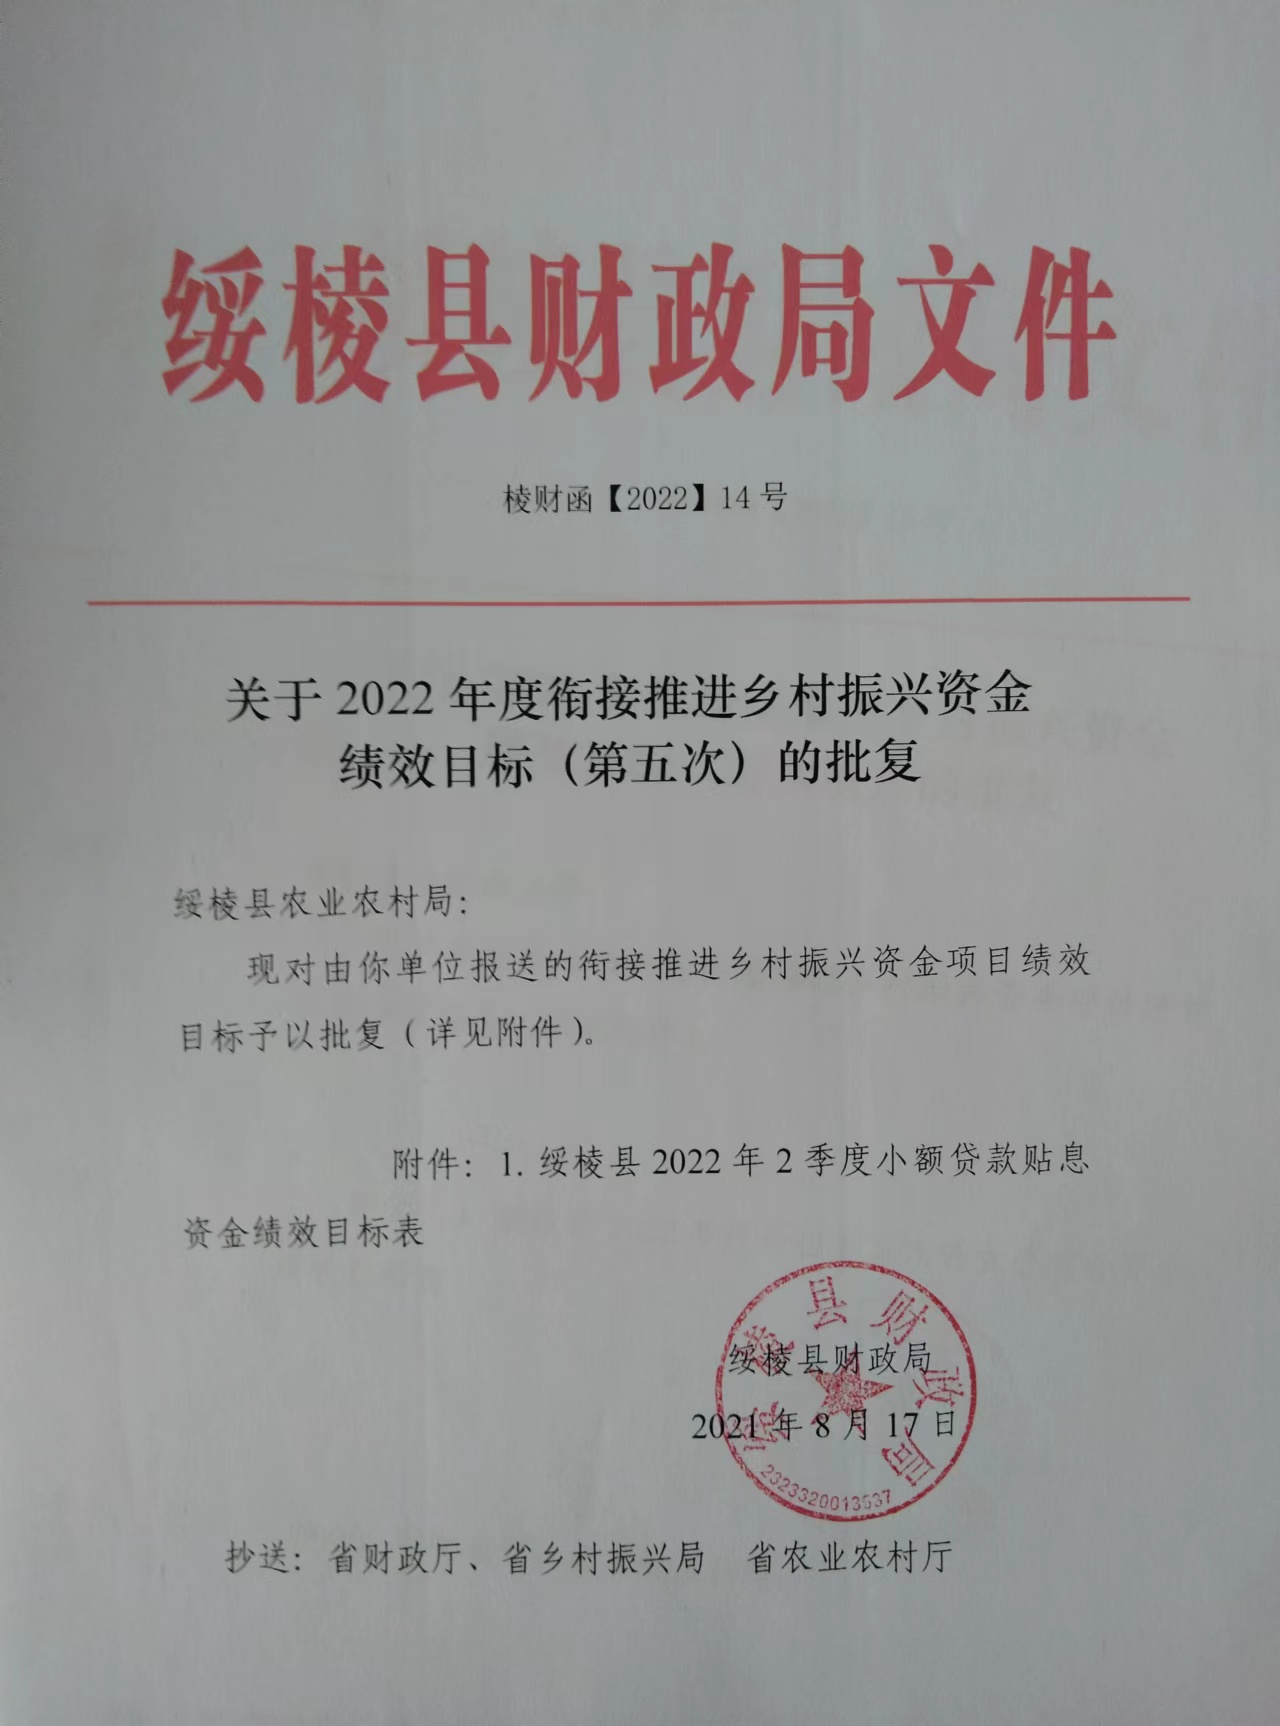 绥棱县财政局文件
棱财函【2022】14号
关于2022年度衔接推进乡村振兴资金
绩效目标（第五次）的批复
绥棱县农业农村局：
现对由你单位报送的衔接推进乡村振兴资金项目绩效
目标予以批复（详见附件）。
附件：1.绥棱县2022年2季度小额贷款贴息
资金绩效目标表
绥棱县财政局
2021年8月17日
绥棱县财政局
2323320013537
抄送：省财政厅、省乡村振兴局 省农业农村厅